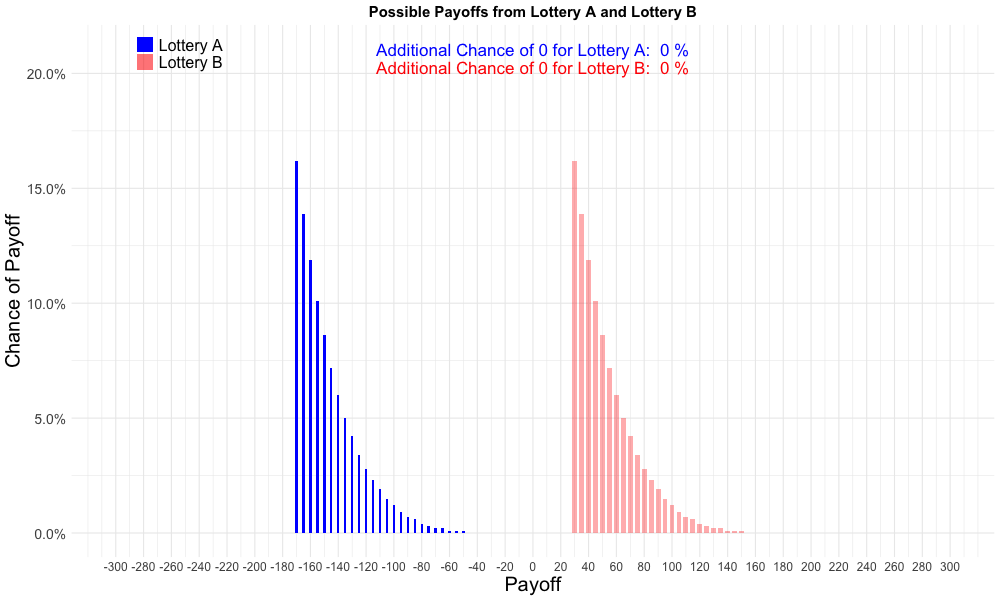 Possible Payoffs from Lottery A and Lottery B
Lottery A
Lottery B
Additional Chance of 0 for Lottery A:  0 %
Additional Chance of 0 for Lottery B:  0 %
20.0%
15.0%
10.0%
5.0%
0.0%
Chance of Payoff
-300 -280 -260 -240 -220 -200 -180 -160 -140 -120 -100 -80 -60 -40 -20 0 20 40 60 80 100 120 140 160 180 200 220 240 260 280 300
Payoff